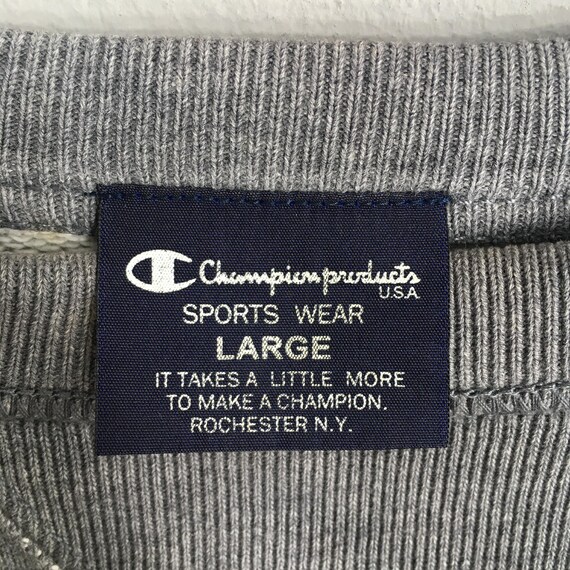 Champion products
U.S.A.
SPORTS WEAR
LARGE
IT TAKES A LITTLE MORE
TO MAKE A CHAMPION.
ROCHESTER N.Y.